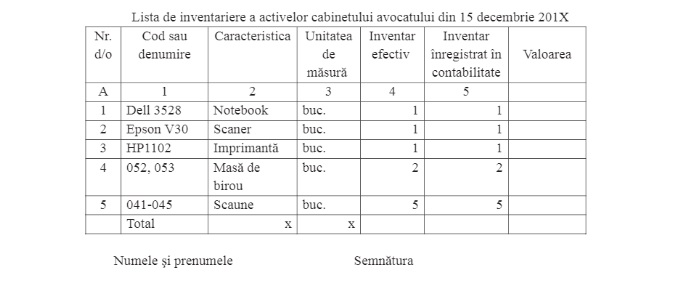 Lista de inventariere a activelor cabinetului avocatului din 15 decembrie 201X
Nr. d/o Cod sau denumire Caracteristica Unitatea de măsură Inventar efectiv Inventar înregistrat în contabilitate Valoarea
A 1 2 3 4 5
1 Dell 3528 Notebook buc. 1 1
2 Epson V30 Scaner buc. 1 1
3 HP1102 Imprimantă buc. 1 1
4 052, 053 Masă de birou buc. 2 2
5 041-045 Scaune buc. 5 5
Total x x
Numele şi prenumele Semnătura